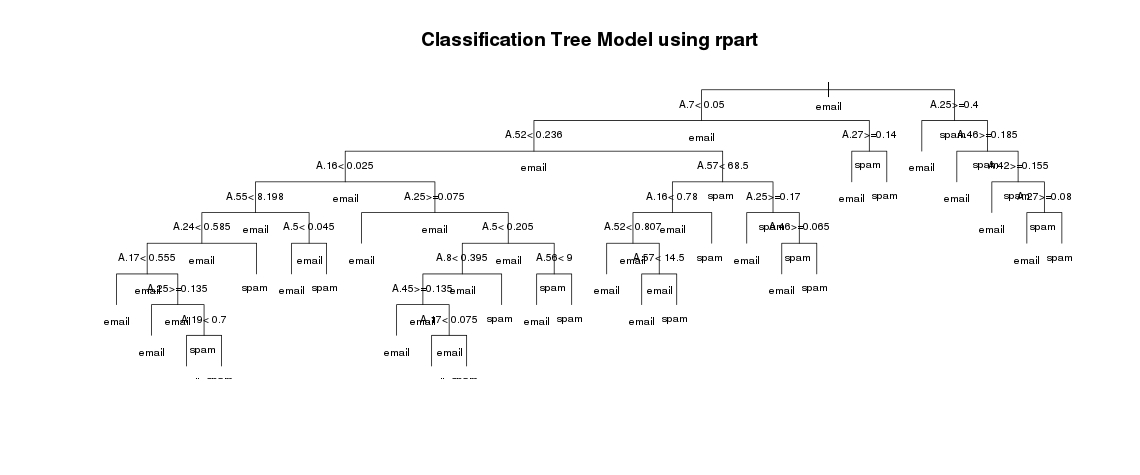 Classification Tree Model using rpart
A.7< 0.05 email A.25>=0.4
A.52< 0.236 email A.27>=0.14 spam A.46>=0.185
A.16< 0.025 email A.57< 68.5 spam email spam A.42>=0.155
A.55< 8.198 email A.25>=0.075 A.16< 0.78 spam A.25>=0.17 email spam email spam A.27>=0.08
A.24< 0.585 email A.5< 0.045 email A.5< 0.205 A.52< 0.807 email spam A.46>=0.065 email spam
A.17< 0.555 email spam email email A.8< 0.395 email A.56< 9 email A.57< 14.5 spam email spam email spam
email A.25>=0.135 spam email spam A.45>=0.135 email spam email email email spam
email email A.19< 0.7 email email A.17<0.075 spam email spam email spam
email spam email email